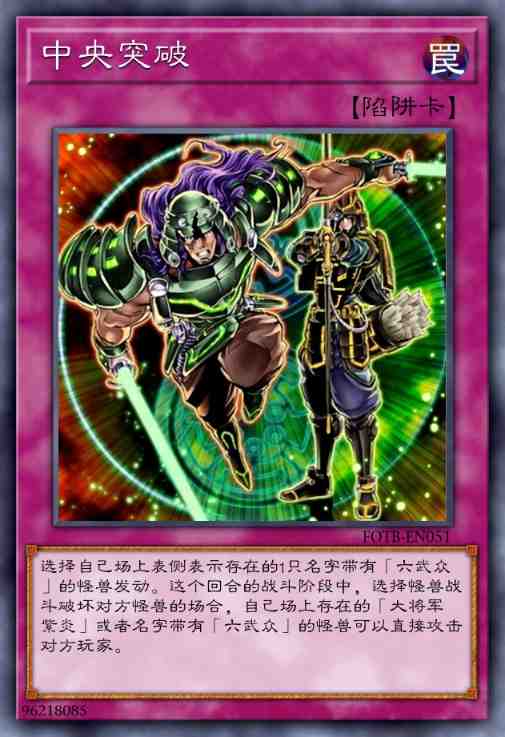 中央突破
罠
【陷阱卡】
FOTB-EN051
选择自己场上表侧表示存在的1只名字带有「六武众
」的怪兽发动。这个回合的战斗阶段中，选择怪兽战
斗破坏对方怪兽的场合，自己场上存在的「大将军
紫炎」或者名字带有「六武众」的怪兽可以直接攻击
对方玩家。
96218085